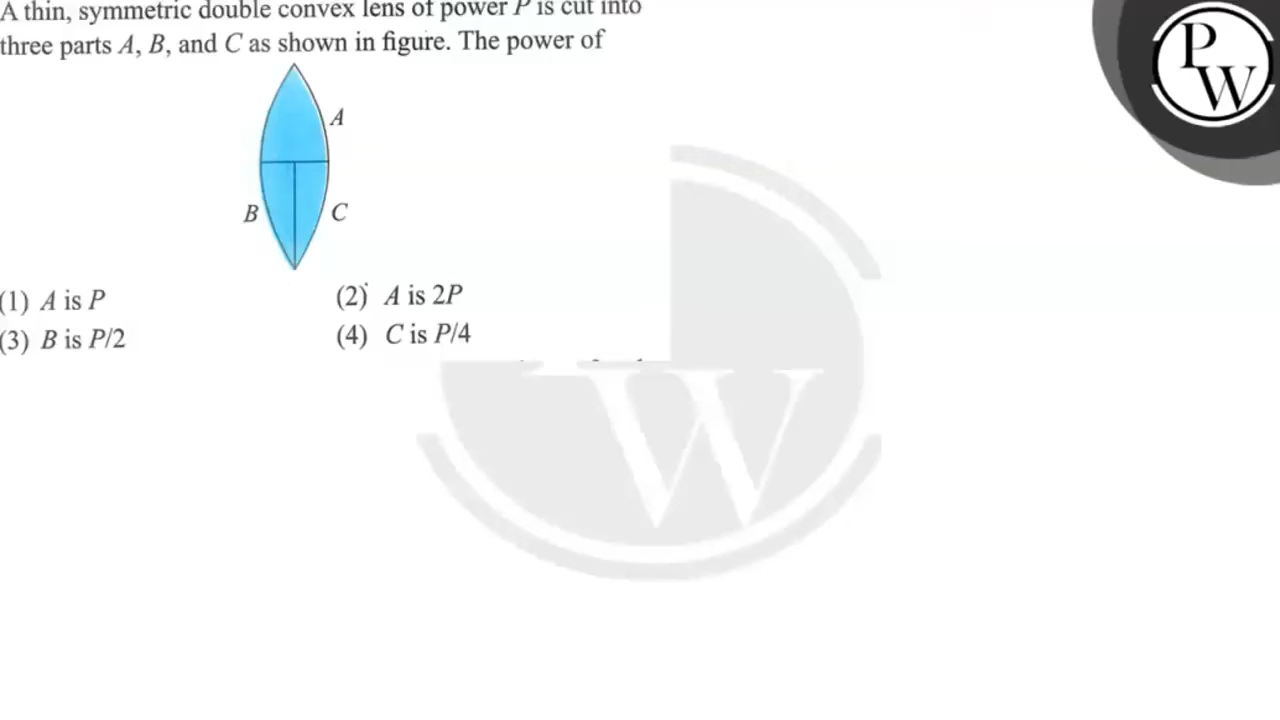 A thin, symmetric double convex lens of power P is cut into
three parts A, B, and C as shown in figure. The power of
A
B
C
(1) A is P
(2) A is 2P
(3) B is P/2
(4) C is P/4
P
W
W